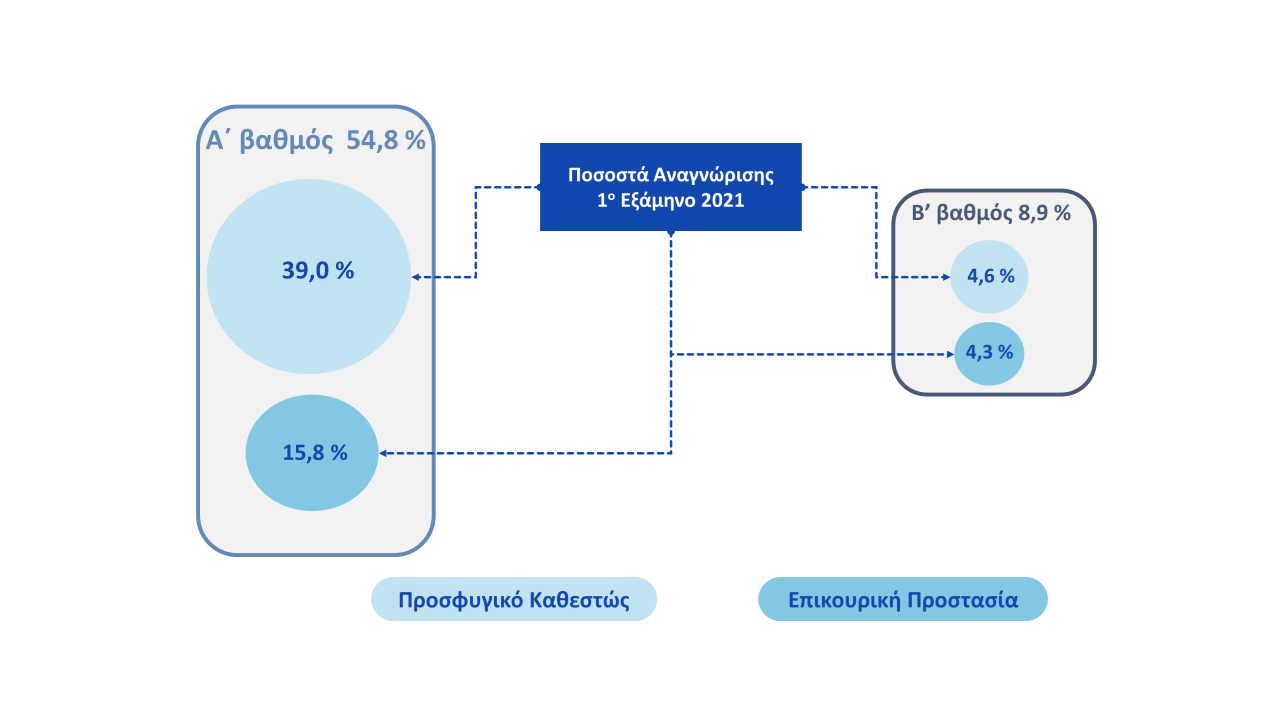 Α΄ βαθμός 54,8 %
39,0 %
15,8 %
Ποσοστά Αναγνώρισης
1ο Εξάμηνο 2021
Β’ βαθμός 8,9 %
4,6 %
4,3 %
Προσφυγικό Καθεστώς
Επικουρική Προστασία